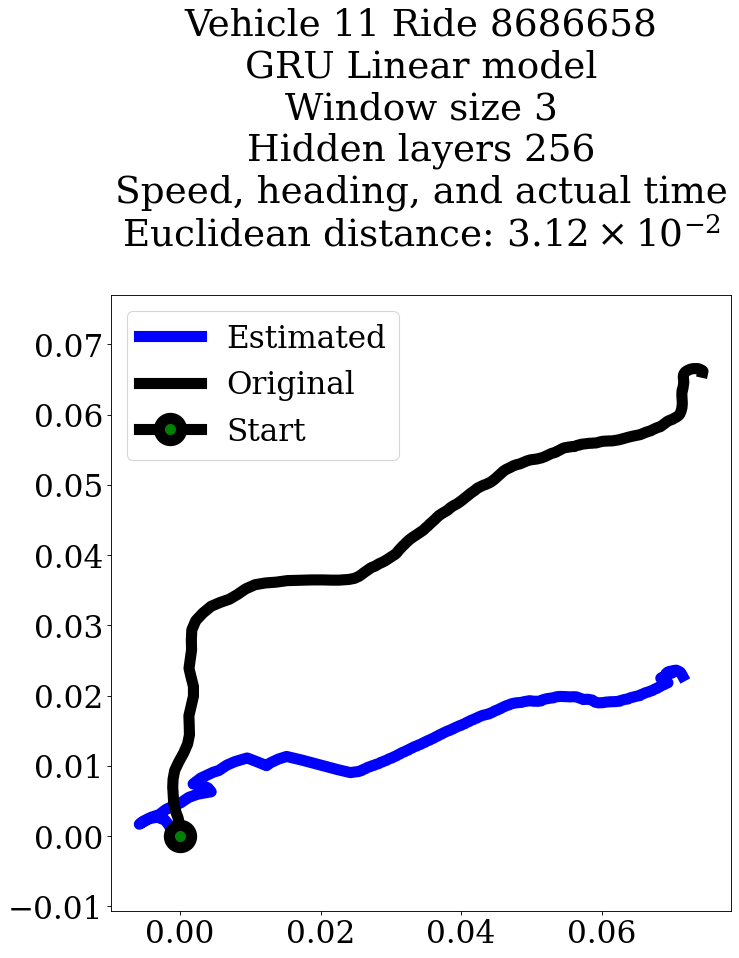 Vehicle 11 Ride 8686658
GRU Linear model
Window size 3
Hidden layers 256
Speed, heading, and actual time
Euclidean distance: 3.12 × 10⁻²
Estimated
Original
Start
0.07
0.06
0.05
0.04
0.03
0.02
0.01
0.00
−0.01
0.00 0.02 0.04 0.06